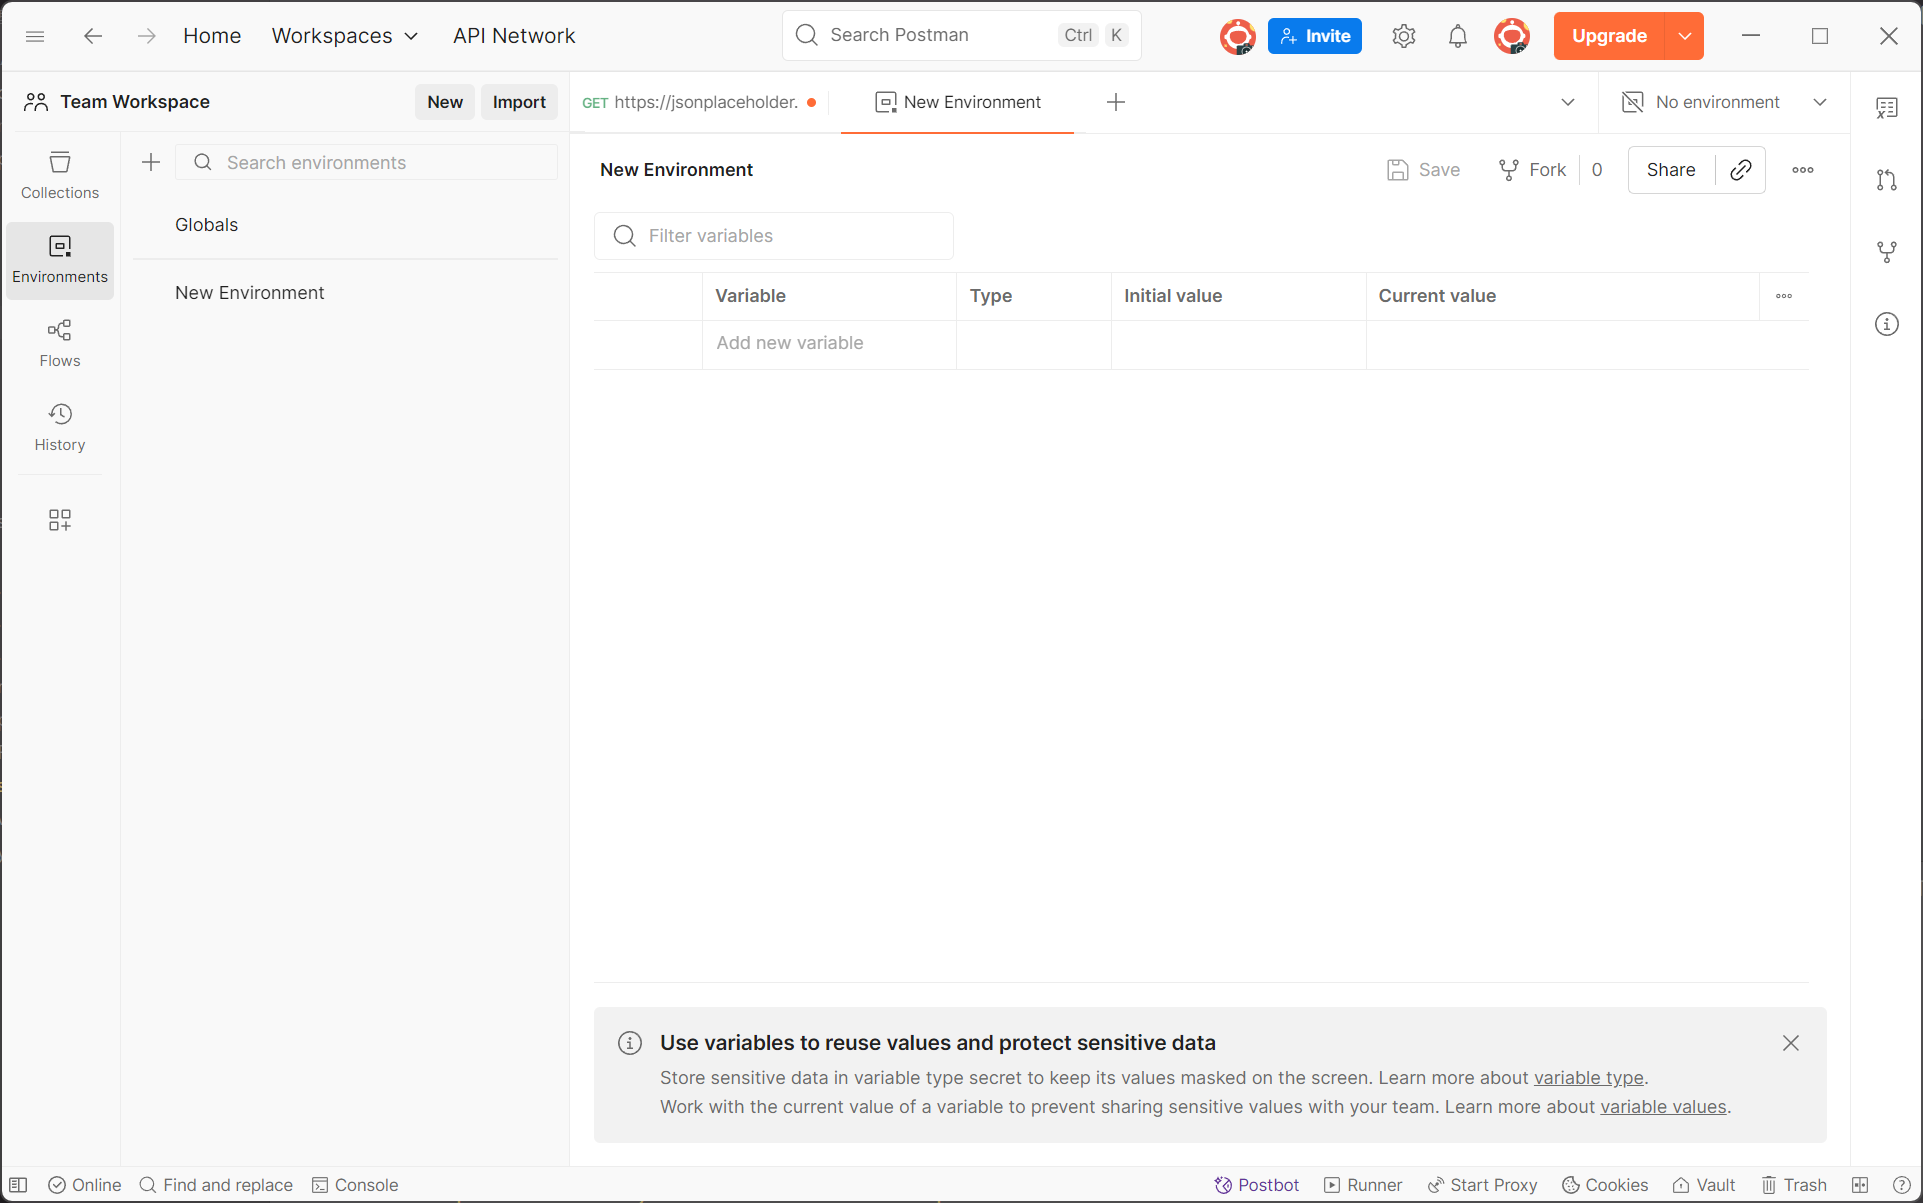 Home Workspaces API Network Search Postman Ctrl K Invite Upgrade
Team Workspace New Import GET https://jsonplaceholder. New Environment No environment
Collections
Search environments
New Environment Save Fork 0 Share
Globals
Filter variables
Environments
New Environment
Variable Type Initial value Current value
Add new variable
Flows
History
Use variables to reuse values and protect sensitive data
Store sensitive data in variable type secret to keep its values masked on the screen. Learn more about variable type.
Work with the current value of a variable to prevent sharing sensitive values with your team. Learn more about variable values.
Online Find and replace Console Postbot Runner Start Proxy Cookies Vault Trash